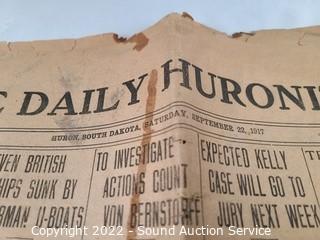 E DAILY HURONI
HURON, SOUTH DAKOTA, SATURDAY, SEPTEMBER 22, 1917
VEN BRITISH
HIPS SUNK BY
RMAN U-BOATS
TO INVESTIGATE
ACTIONS COUNT
VON BERNSTORFF
EXPECTED KELLY
CASE WILL GO TO
JURY NEXT WEEK
Copyright 2022 - Sound Auction Service